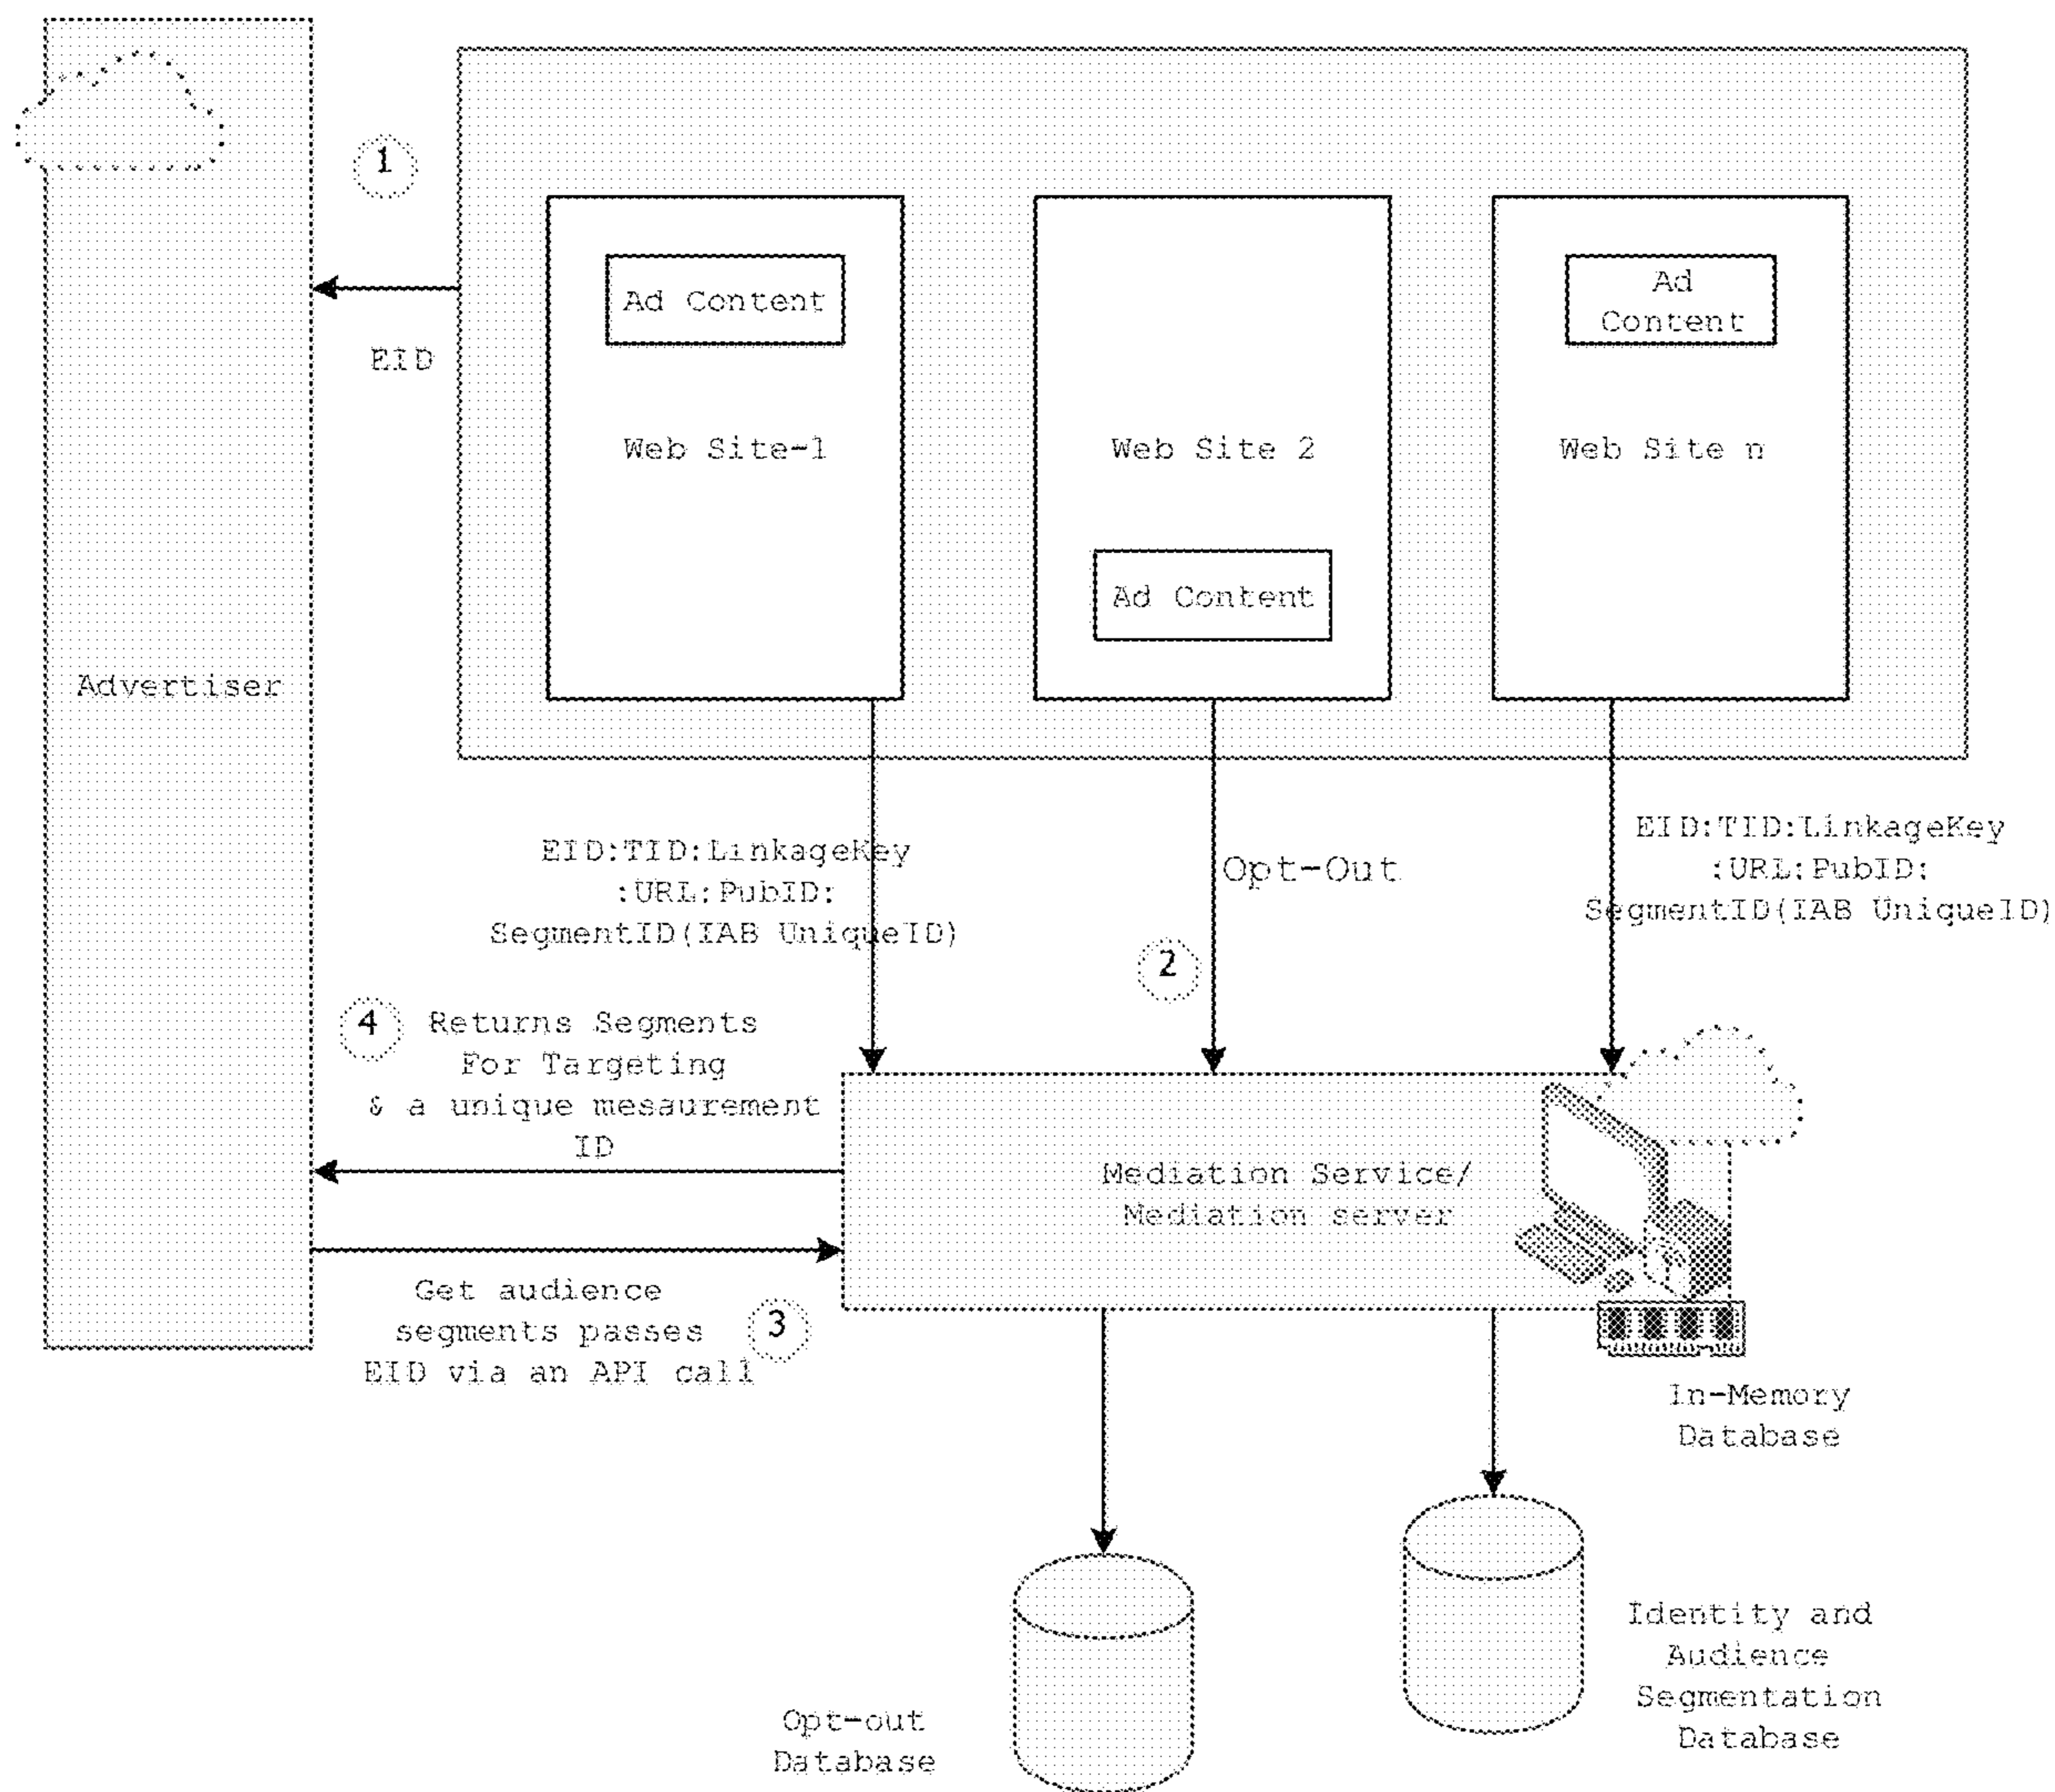 1
EID
Advertiser
Ad Content
Web Site-1
Web Site 2
Ad Content
Ad
Content
Web Site n
EID:TID:LinkageKey
:URL:PubID:
SegmentID(IAB UniqueID)
Opt-Out
2
EID:TID:LinkageKey
:URL:PubID:
SegmentID(IAB UniqueID)
4 Returns Segments
For Targeting
& a unique mesaurement
ID
Mediation Service/
Mediation server
Get audience
segments passes
EID via an API call
3
In-Memory
Database
Opt-out
Database
Identity and
Audience
Segmentation
Database